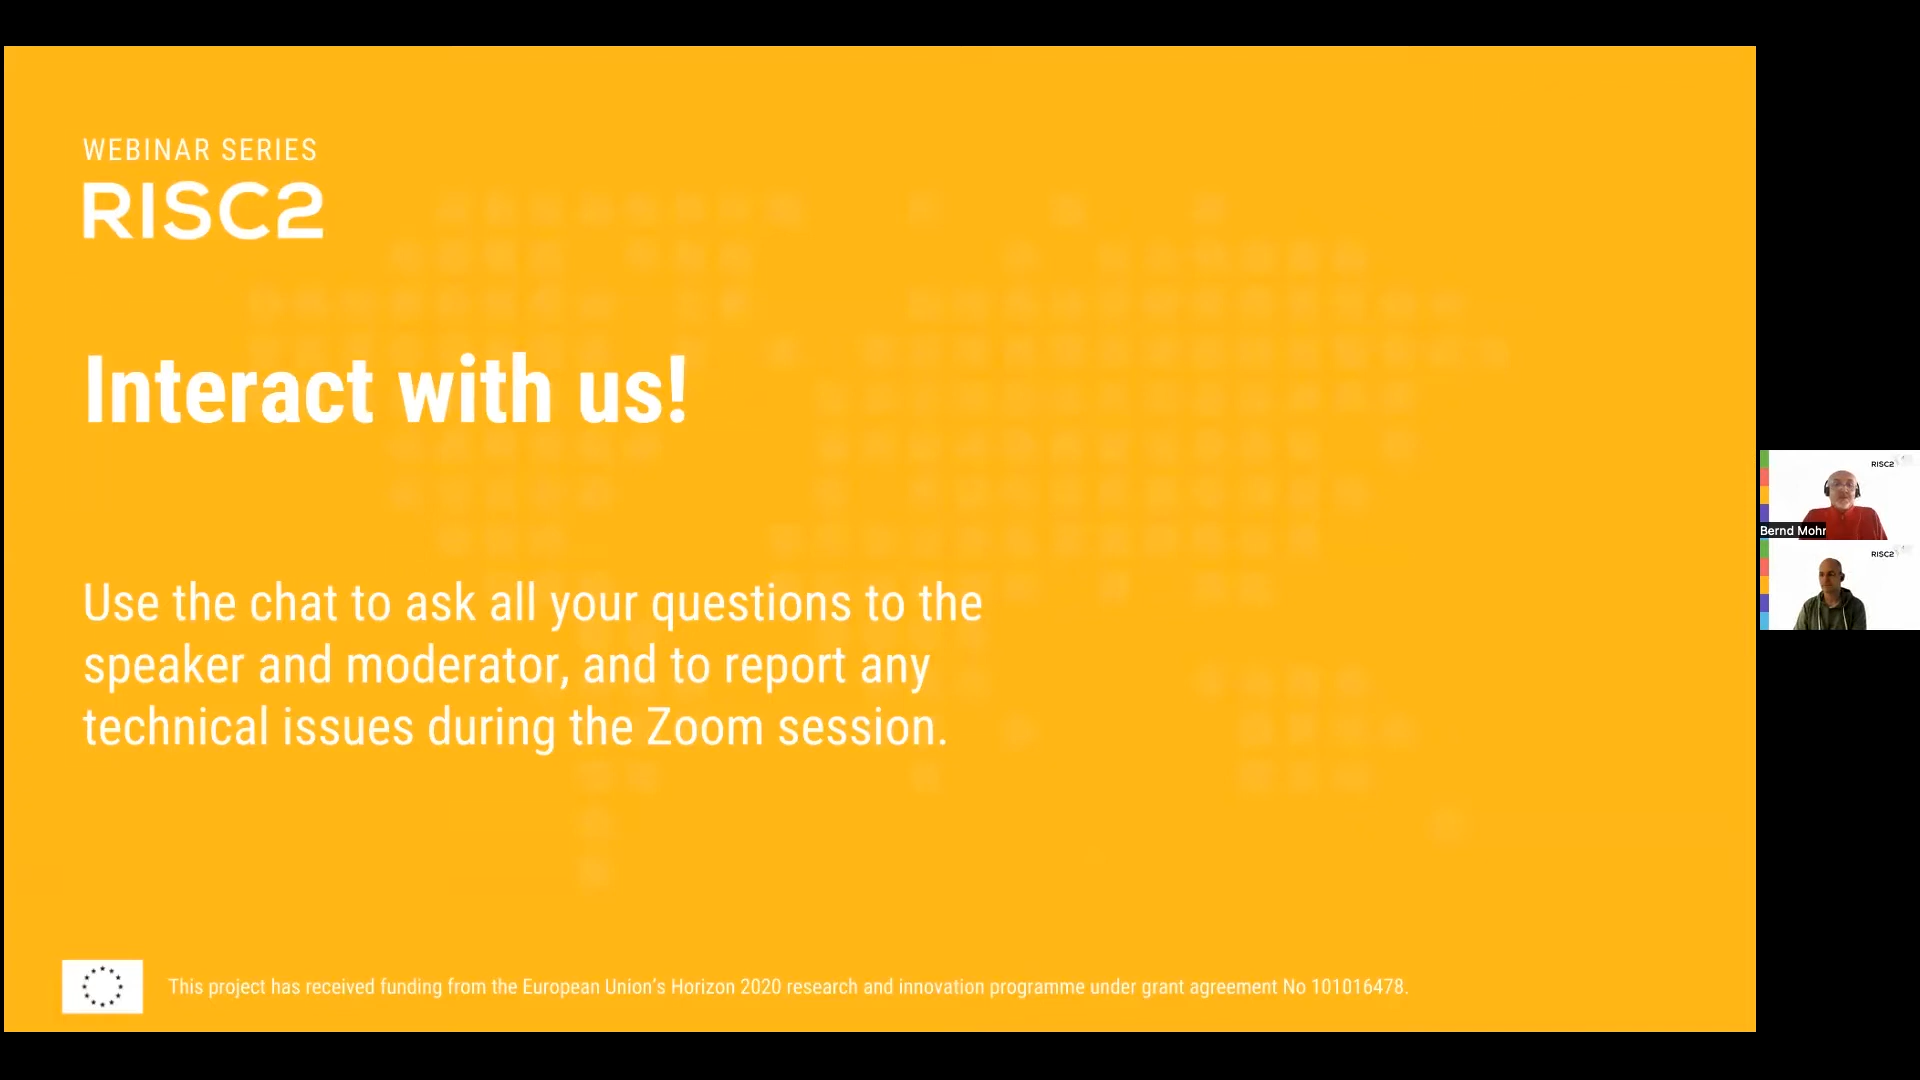 WEBINAR SERIES
RISC2
Interact with us!
Use the chat to ask all your questions to the
speaker and moderator, and to report any
technical issues during the Zoom session.
This project has received funding from the European Union's Horizon 2020 research and innovation programme under grant agreement No 101016478.
RISC2
Bernd Mohr
RISC2